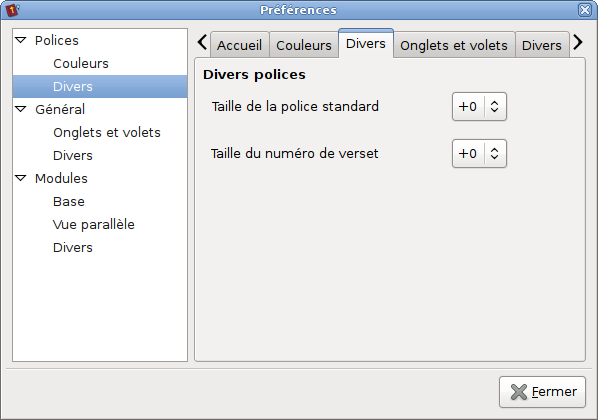 Préférences
Polices
Couleurs
Divers
Général
Onglets et volets
Divers
Modules
Base
Vue parallèle
Divers
Accueil Couleurs Divers Onglets et volets Divers
Divers polices
Taille de la police standard +0
Taille du numéro de verset +0
Fermer